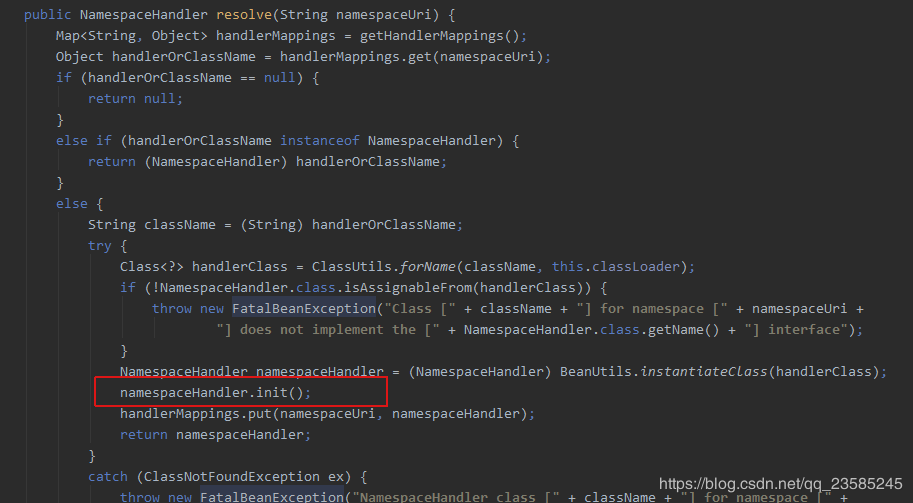 public NamespaceHandler resolve(String namespaceUri) {
    Map<String, Object> handlerMappings = getHandlerMappings();
    Object handlerOrClassName = handlerMappings.get(namespaceUri);
    if (handlerOrClassName == null) {
        return null;
    }
    else if (handlerOrClassName instanceof NamespaceHandler) {
        return (NamespaceHandler) handlerOrClassName;
    }
    else {
        String className = (String) handlerOrClassName;
        try {
            Class<?> handlerClass = ClassUtils.forName(className, this.classLoader);
            if (!NamespaceHandler.class.isAssignableFrom(handlerClass)) {
                throw new FatalBeanException("Class [" + className + "] for namespace [" + namespaceUri +
                        "] does not implement the [" + NamespaceHandler.class.getName() + "] interface");
            }
            NamespaceHandler namespaceHandler = (NamespaceHandler) BeanUtils.instantiateClass(handlerClass);
            namespaceHandler.init();
            handlerMappings.put(namespaceUri, namespaceHandler);
            return namespaceHandler;
        }
        catch (ClassNotFoundException ex) {
            throw new FatalBeanException("NamespaceHandler class [" + className + "] for namespace [" +
https://blog.csdn.net/qq_23585245